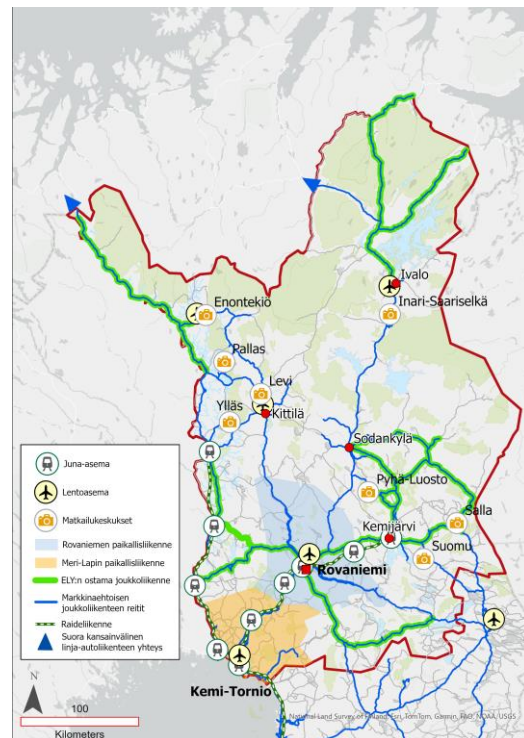 Ivalo
Inari-Saariselkä
Enontekiö
Pallas
Levi
Ylläs
Kittilä
Sodankylä
Pyhä-Luosto
Salla
Kemijärvi
Suomu
Rovaniemi
Kemi-Tornio
Juna-asema
Lentoasema
Matkailukeskukset
Rovaniemen paikallisliikenne
Meri-Lapin paikallisliikenne
ELY:n ostama joukkoliikenne
Markkinaehtoisen
joukkoliikenteen reitit
Raideliikenne
Suora kansainvälinen
linja-autoliikenteen yhteys
N
100
Kilometers
National Land Survey of Finland, Esri, TomTom, Garmin, FAO, NOAA, USGS